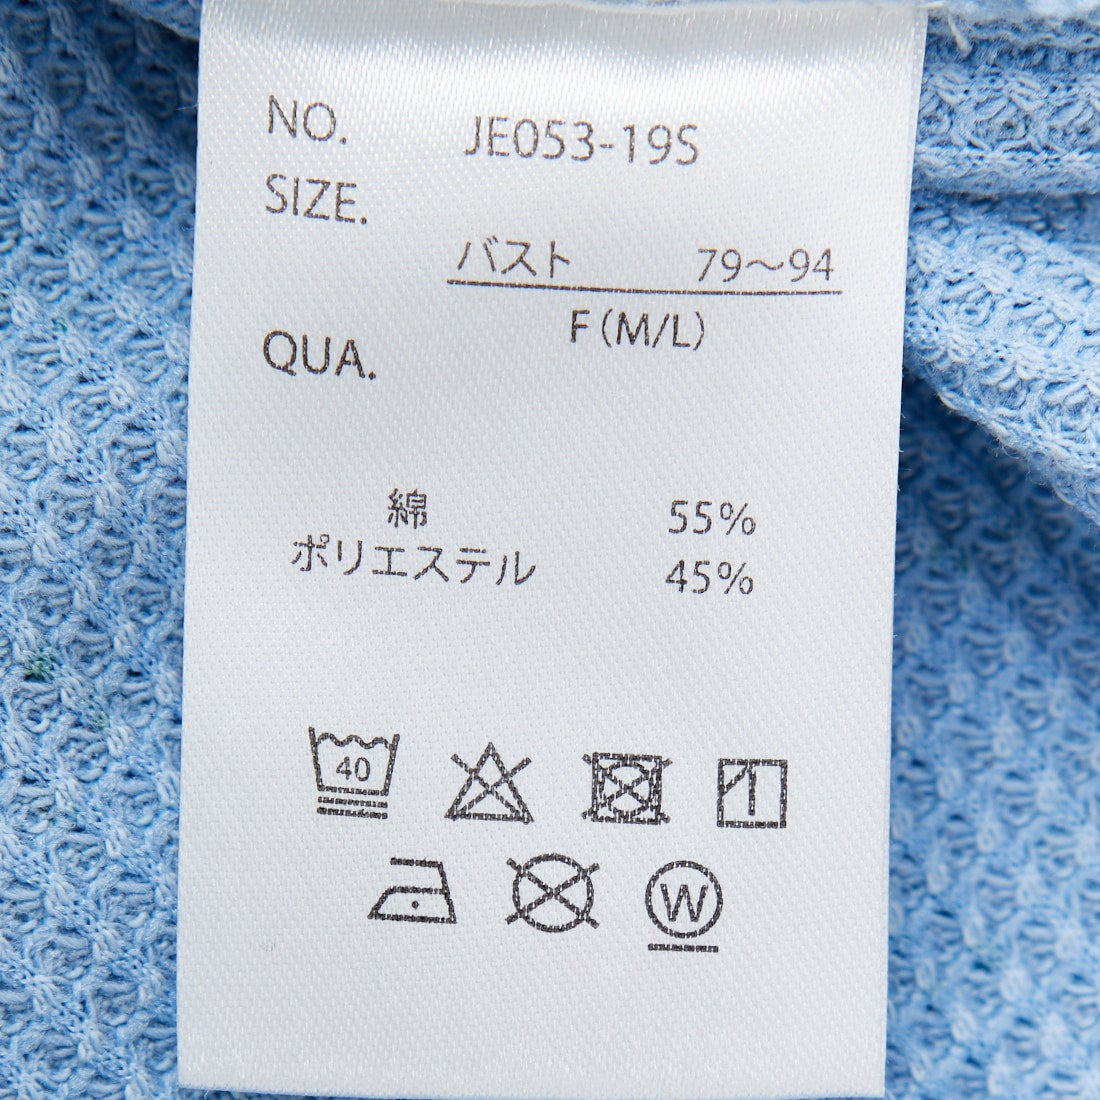 NO. JE053-19S
SIZE.
バスト 79〜94
F(M/L)
QUA.
綿 55%
ポリエステル 45%
40
W